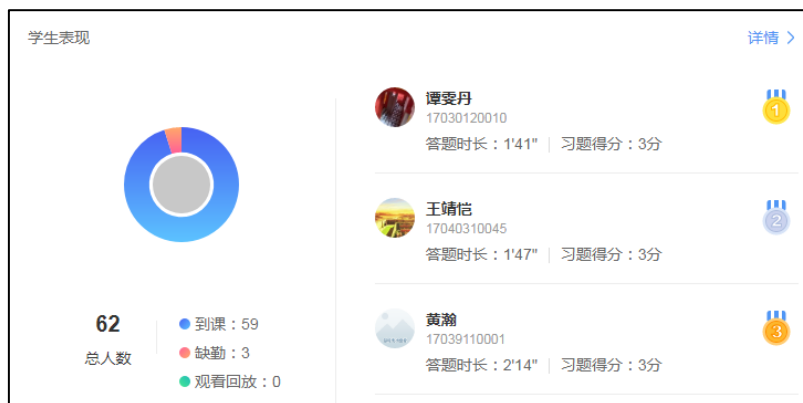 学生表现
详情 >
谭雯丹
17030120010
答题时长：1'41" | 习题得分：3分
1
王靖恺
17040310045
答题时长：1'47" | 习题得分：3分
2
黄瀚
17039110001
答题时长：2'14" | 习题得分：3分
3
62
总人数
到课：59
缺勤：3
观看回放：0